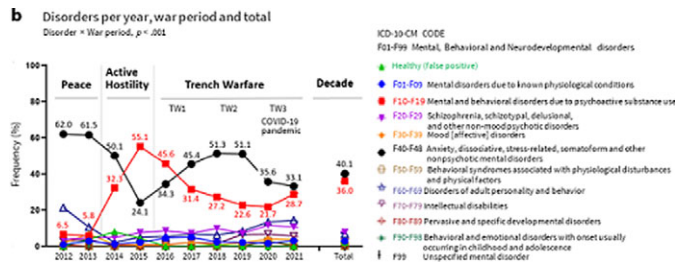 b Disorders per year, war period and total
Disorder × War period, p < .001
Frequency (%)
100
80
60
40
20
0
Peace
Active
Hostility
Trench Warfare
Decade
TW1
TW2
TW3
COVID-19
pandemic
62.0
61.5
50.1
24.1
34.3
45.4
51.3
51.1
35.6
33.1
40.1
6.5
5.8
32.3
55.1
45.6
31.4
27.2
22.6
21.7
28.7
36.0
2012 2013 2014 2015 2016 2017 2018 2019 2020 2021 Total
ICD-10-CM CODE
F01-F99 Mental, Behavioral and Neurodevelopmental disorders
Healthy (false positive)
F01-F09 Mental disorders due to known physiological conditions
F10-F19 Mental and behavioral disorders due to psychoactive substance use
F20-F29 Schizophrenia, schizotypal, delusional,
and other non-mood psychotic disorders
F30-F39 Mood [affective] disorders
F40-F48 Anxiety, dissociative, stress-related, somatoform and other
nonpsychotic mental disorders
F50-F59 Behavioral syndromes associated with physiological disturbances
and physical factors
F60-F69 Disorders of adult personality and behavior
F70-F79 Intellectual disabilities
F80-F89 Pervasive and specific developmental disorders
F90-F98 Behavioral and emotional disorders with onset usually
occurring in childhood and adolescence
F99 Unspecified mental disorder